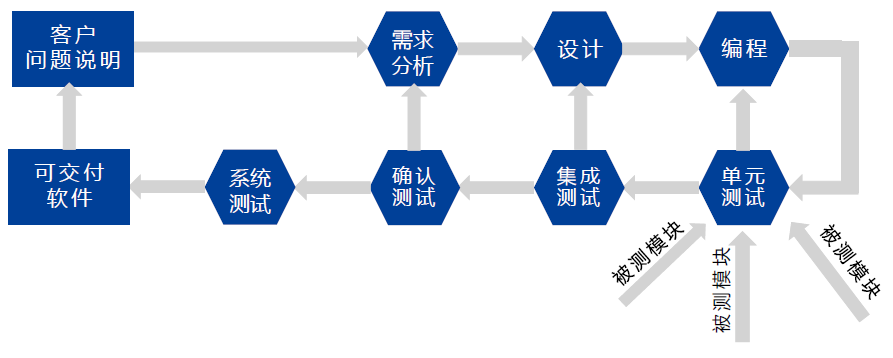 客户
问题说明
需求
分析
设计
编程
可交付
软件
系统
测试
确认
测试
集成
测试
单元
测试
被测模块
被测模块
被测模块